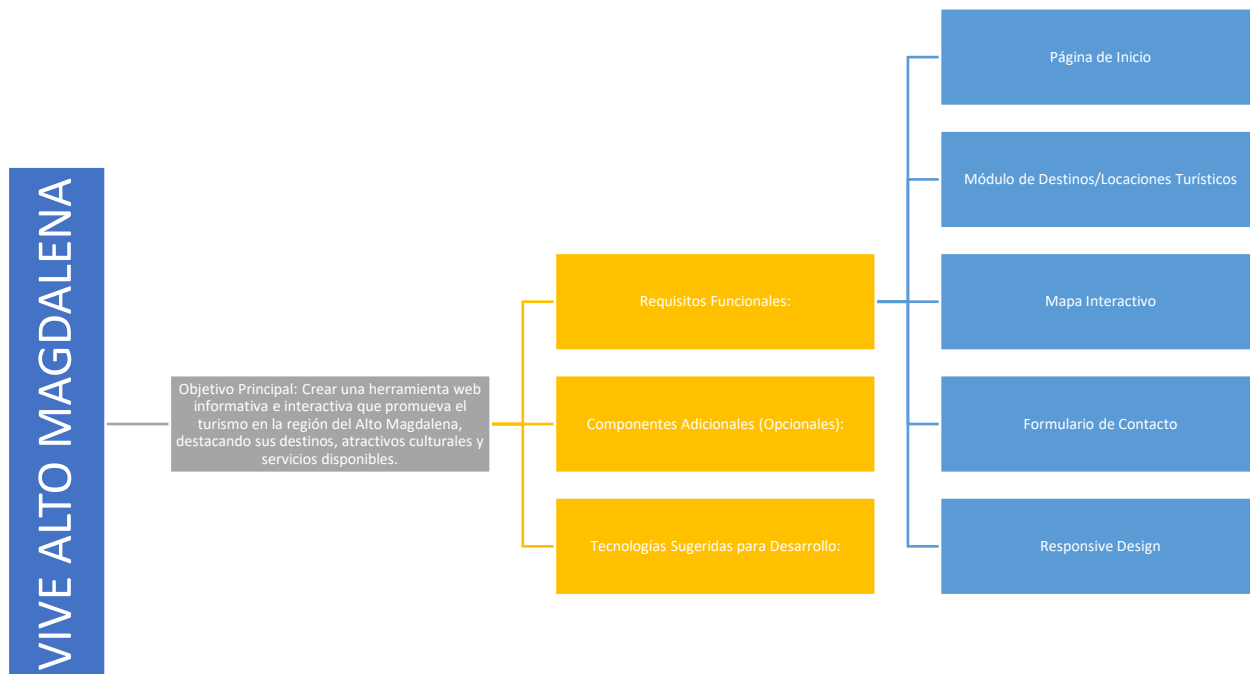 VIVE ALTO MAGDALENA
Objetivo Principal: Crear una herramienta web
informativa e interactiva que promueva el
turismo en la región del Alto Magdalena,
destacando sus destinos, atractivos culturales y
servicios disponibles.
Requisitos Funcionales:
Componentes Adicionales (Opcionales):
Tecnologías Sugeridas para Desarrollo:
Página de Inicio
Módulo de Destinos/Locaciones Turísticos
Mapa Interactivo
Formulario de Contacto
Responsive Design